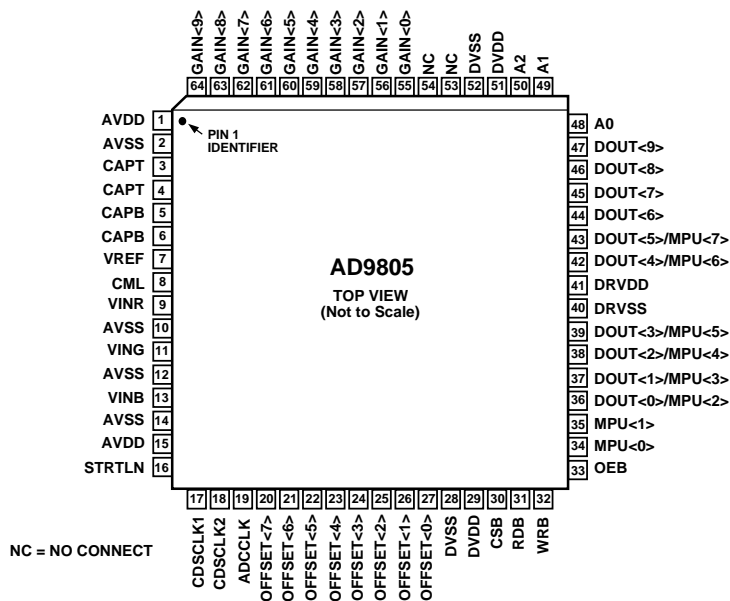 GAIN<9>
GAIN<8>
GAIN<7>
GAIN<6>
GAIN<5>
GAIN<4>
GAIN<3>
GAIN<2>
GAIN<1>
GAIN<0>
NC
NC
DVSS
DVDD
A2
A1
64 63 62 61 60 59 58 57 56 55 54 53 52 51 50 49
AVDD 1
AVSS 2
CAPT 3
CAPT 4
CAPB 5
CAPB 6
VREF 7
CML 8
VINR 9
AVSS 10
VING 11
AVSS 12
VINB 13
AVSS 14
AVDD 15
STRTLN 16
PIN 1
IDENTIFIER
AD9805
TOP VIEW
(Not to Scale)
48 A0
47 DOUT<9>
46 DOUT<8>
45 DOUT<7>
44 DOUT<6>
43 DOUT<5>/MPU<7>
42 DOUT<4>/MPU<6>
41 DRVDD
40 DRVSS
39 DOUT<3>/MPU<5>
38 DOUT<2>/MPU<4>
37 DOUT<1>/MPU<3>
36 DOUT<0>/MPU<2>
35 MPU<1>
34 MPU<0>
33 OEB
17 18 19 20 21 22 23 24 25 26 27 28 29 30 31 32
CDSCLK1
CDSCLK2
ADCCLK
OFFSET<7>
OFFSET<6>
OFFSET<5>
OFFSET<4>
OFFSET<3>
OFFSET<2>
OFFSET<1>
OFFSET<0>
DVSS
DVDD
CSB
RDB
WRB
NC = NO CONNECT